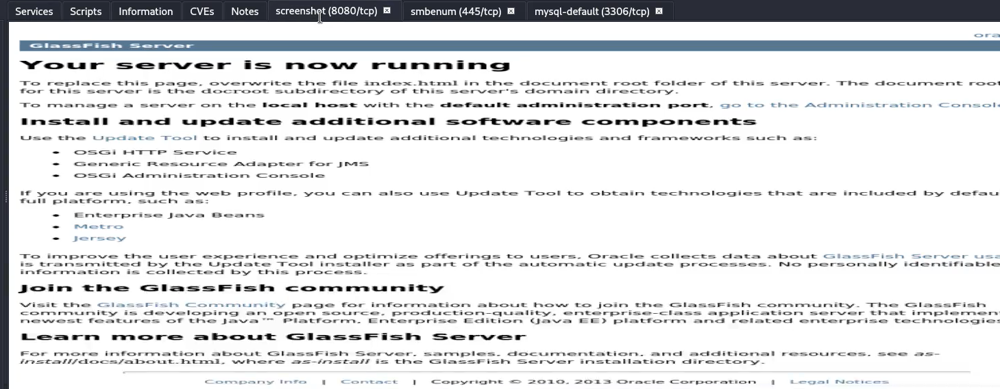 Services Scripts Information CVEs Notes screenshot (8080/tcp) smbenum (445/tcp) mysql-default (3306/tcp)
GlassFish Server
Your server is now running
To replace this page, overwrite the file index.html in the document root folder of this server. The document root
for this server is the docroot subdirectory of this server's domain directory.
To manage a server on the local host with the default administration port, go to the Administration Console
Install and update additional software components
Use the Update Tool to install and update additional technologies and frameworks such as:
• OSGi HTTP Service
• Generic Resource Adapter for JMS
• OSGi Administration Console
If you are using the web profile, you can also use Update Tool to obtain technologies that are included by
full platform, such as:
• Enterprise Java Beans
• Metro
• Jersey
To improve the user experience and optimize offerings to users, Oracle collects data about GlassFish Server
is transmitted by the Update Tool installer as part of the automatic update processes. No personally identifiable
information is collected by this process.
Join the GlassFish community
Visit the GlassFish Community page for information about how to join the GlassFish community. The GlassFish
community is developing an open source, production-quality, enterprise-class application server that
newest features of the Java™ Platform, Enterprise Edition (Java EE) platform and related enterprise technologies
Learn more about GlassFish Server
For more information about GlassFish Server, samples, documentation, and additional resources, see as-
install/docs/about.html, where as-install is the GlassFish Server installation directory.
Company Info | Contact | Copyright © 2010, 2013 Oracle Corporation | Legal Notices